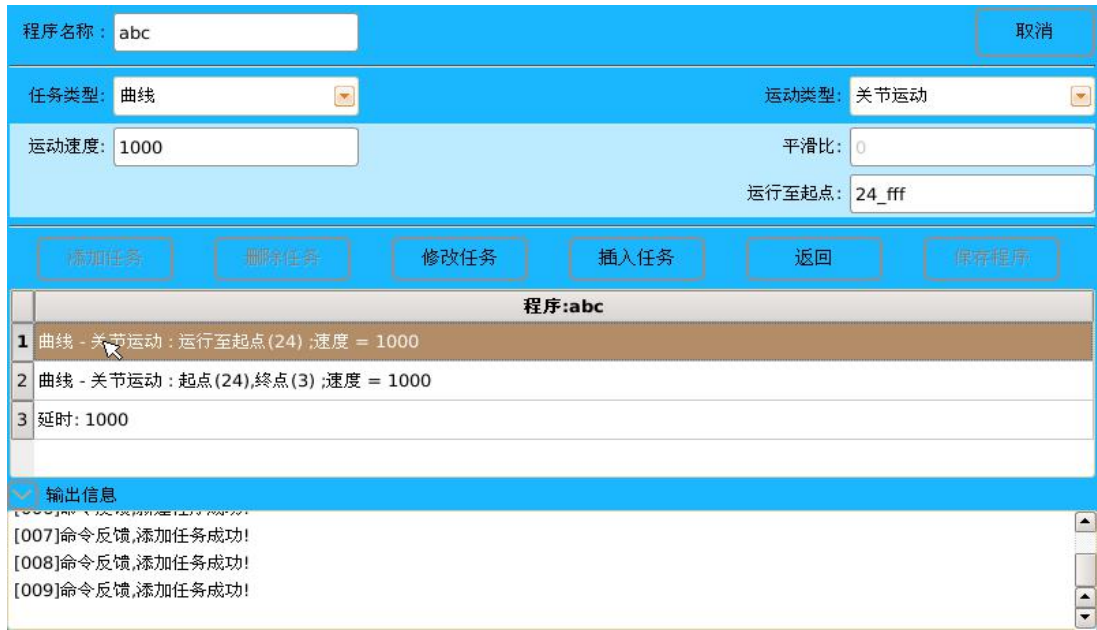 程序名称： abc 取消
任务类型: 曲线 运动类型: 关节运动
运动速度: 1000 平滑比: 0
运行至起点: 24_fff
添加任务 删除任务 修改任务 插入任务 返回 保存程序
程序:abc
1 曲线 - 关节运动 : 运行至起点(24) ;速度 = 1000
2 曲线 - 关节运动 : 起点(24),终点(3) ;速度 = 1000
3 延时: 1000
输出信息
[007]命令反馈,添加任务成功!
[008]命令反馈,添加任务成功!
[009]命令反馈,添加任务成功!